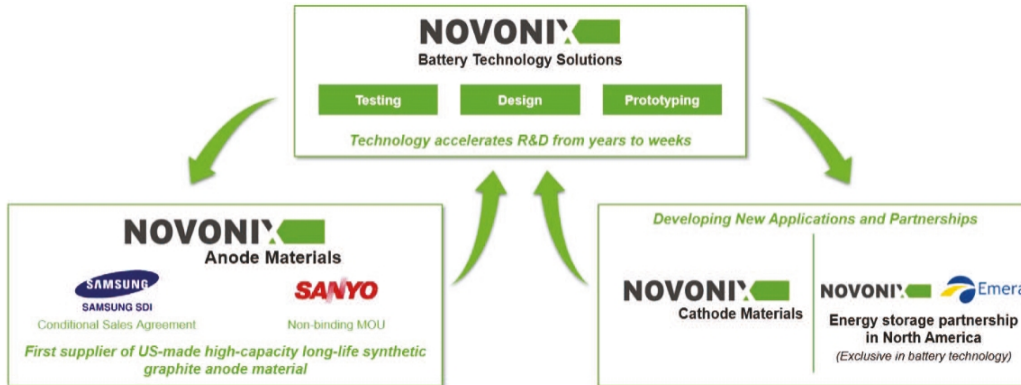 NOVONIX
Battery Technology Solutions
Testing
Design
Prototyping
Technology accelerates R&D from years to weeks
NOVONIX
Anode Materials
SAMSUNG
SAMSUNG SDI
Conditional Sales Agreement
SANYO
Non-binding MOU
First supplier of US-made high-capacity long-life synthetic
graphite anode material
Developing New Applications and Partnerships
NOVONIX
Cathode Materials
NOVONIX
Emera
Energy storage partnership
in North America
(Exclusive in battery technology)